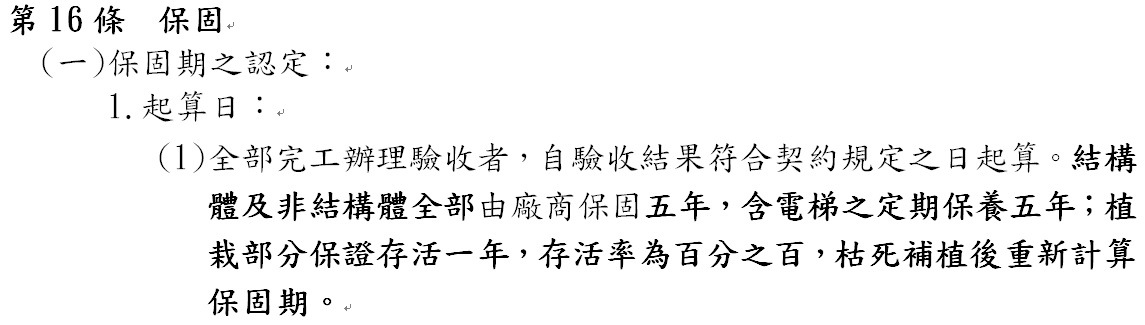 第 16 條　保固
(一)保固期之認定：
1. 起算日：
(1)全部完工辦理驗收者，自驗收結果符合契約規定之日起算。結構
體及非結構體全部由廠商保固五年，含電梯之定期保養五年；植
栽部分保證存活一年，存活率為百分之百，枯死補植後重新計算
保固期。